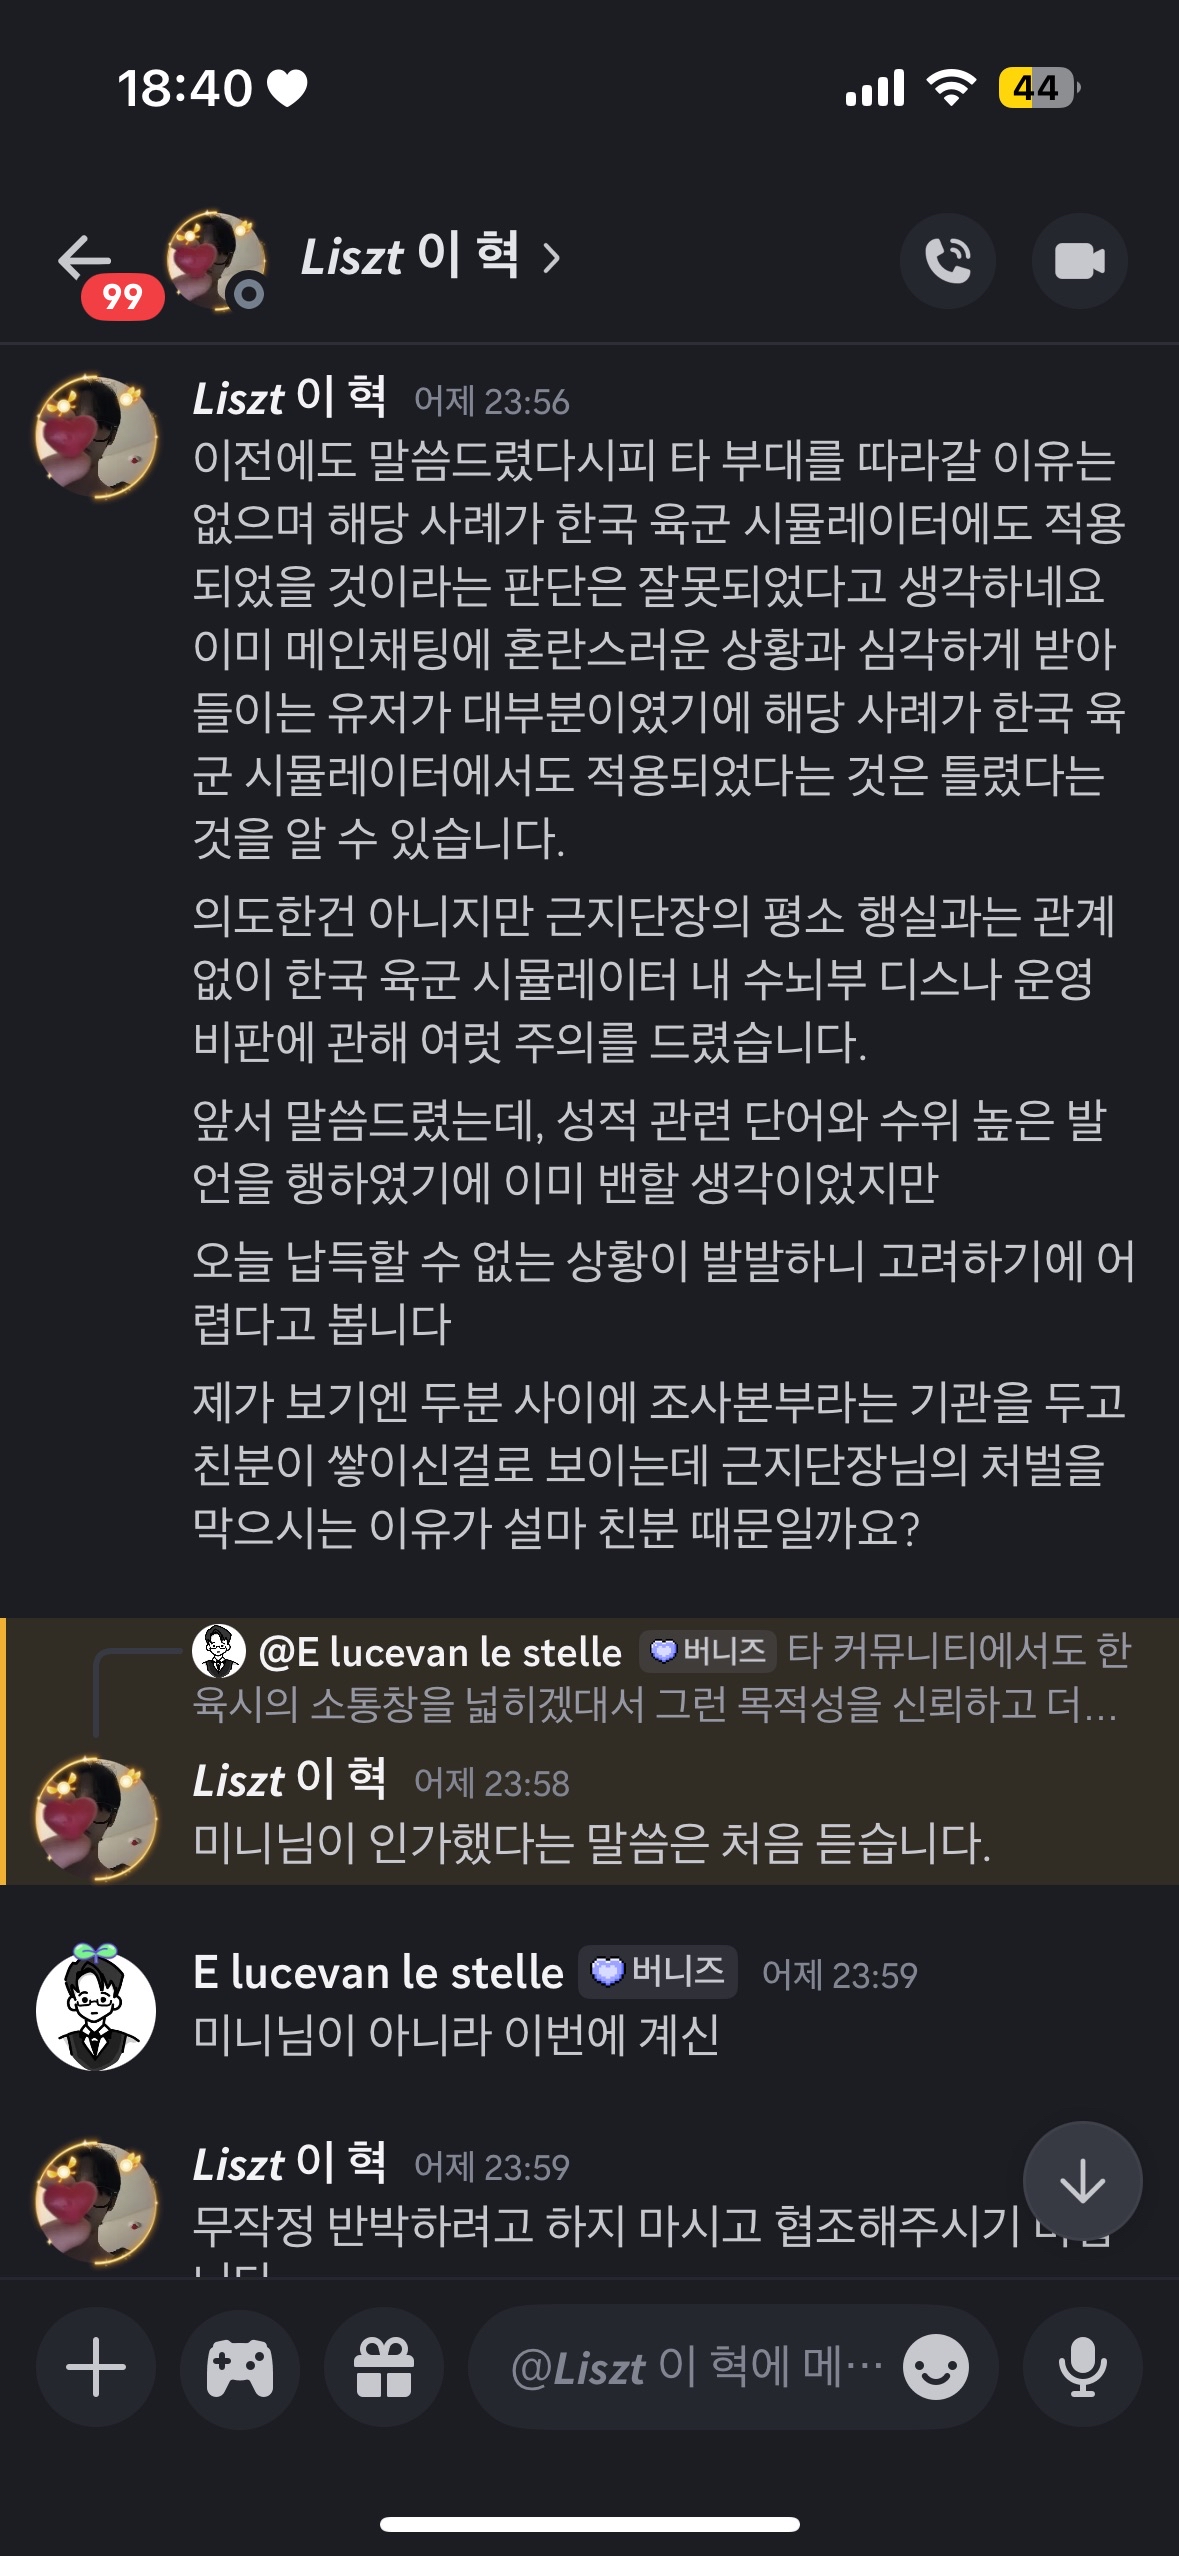 18:40
44
99
Liszt 이 혁
Liszt 이 혁 어제 23:56
이전에도 말씀드렸다시피 타 부대를 따라갈 이유는
없으며 해당 사례가 한국 육군 시뮬레이터에도 적용
되었을 것이라는 판단은 잘못되었다고 생각하네요
이미 메인채팅에 혼란스러운 상황과 심각하게 받아
들이는 유저가 대부분이였기에 해당 사례가 한국 육
군 시뮬레이터에서도 적용되었다는 것은 틀렸다는
것을 알 수 있습니다.
의도한건 아니지만 근지단장의 평소 행실과는 관계
없이 한국 육군 시뮬레이터 내 수뇌부 디스나 운영
비판에 관해 여럿 주의를 드렸습니다.
앞서 말씀드렸는데, 성적 관련 단어와 수위 높은 발
언을 행하였기에 이미 밴할 생각이었지만
오늘 납득할 수 없는 상황이 발발하니 고려하기에 어
렵다고 봅니다
제가 보기엔 두분 사이에 조사본부라는 기관을 두고
친분이 쌓이신걸로 보이는데 근지단장님의 처벌을
막으시는 이유가 설마 친분 때문일까요?
@E lucevan le stelle 버니즈 타 커뮤니티에서도 한
육시의 소통창을 넓히겠대서 그런 목적성을 신뢰하고 더...
Liszt 이 혁 어제 23:58
미니님이 인가했다는 말씀은 처음 듣습니다.
E lucevan le stelle 버니즈 어제 23:59
미니님이 아니라 이번에 계신
Liszt 이 혁 어제 23:59
무작정 반박하려고 하지 마시고 협조해주시기
@Liszt 이 혁에 메…